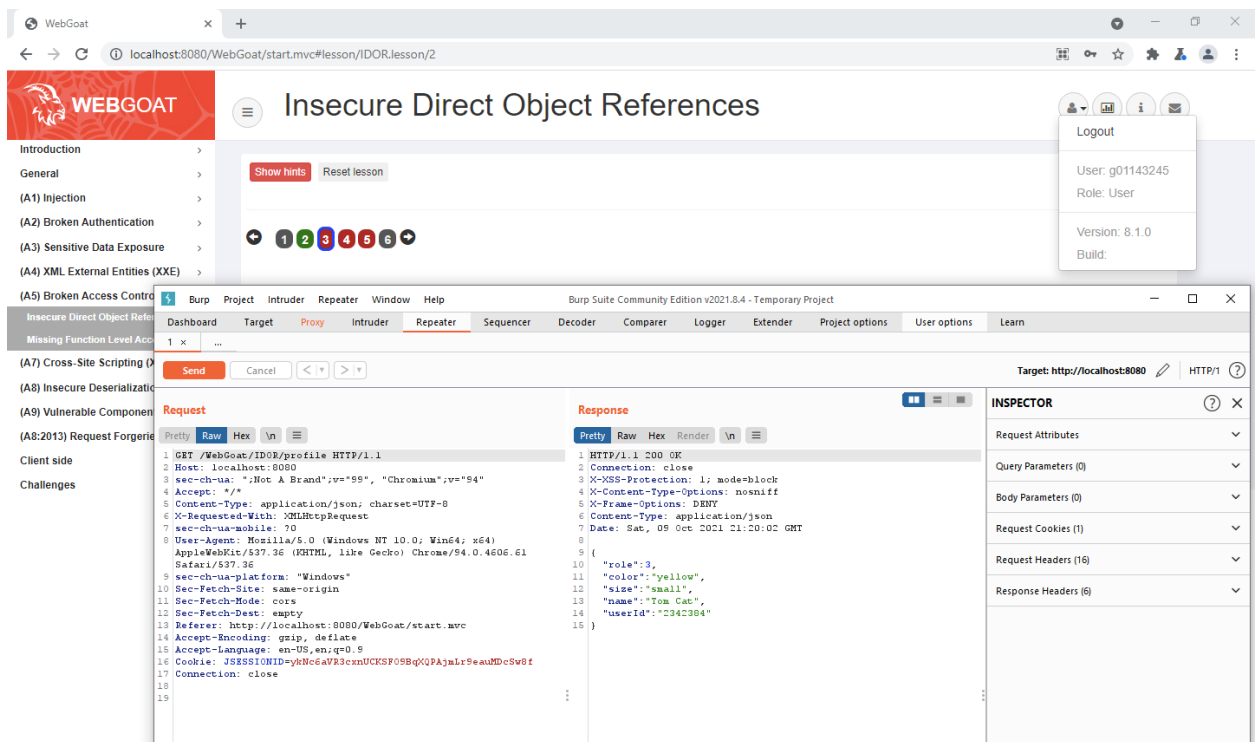 WebGoat
localhost:8080/WebGoat/start.mvc#lesson/IDOR.lesson/2
WEBGOAT
Insecure Direct Object References
Logout
User: g01143245
Role: User
Version: 8.1.0
Build:
Introduction
General
(A1) Injection
(A2) Broken Authentication
(A3) Sensitive Data Exposure
(A4) XML External Entities (XXE)
(A5) Broken Access Contro
Insecure Direct Object Refer
Missing Function Level Acc
(A7) Cross-Site Scripting (X
(A8) Insecure Deserializatio
(A9) Vulnerable Componen
(A8:2013) Request Forgerie
Client side
Challenges
Show hints Reset lesson
1 2 3 4 5 6
Burp Project Intruder Repeater Window Help Burp Suite Community Edition v2021.8.4 - Temporary Project
Dashboard Target Proxy Intruder Repeater Sequencer Decoder Comparer Logger Extender Project options User options Learn
1 × ...
Send Cancel < > Target: http://localhost:8080 HTTP/1 ?
Request
Pretty Raw Hex \n
1 GET /WebGoat/IDOR/profile HTTP/1.1
2 Host: localhost:8080
3 sec-ch-ua: ";Not A Brand";v="99", "Chromium";v="94"
4 Accept: */*
5 Content-Type: application/json; charset=UTF-8
6 X-Requested-With: XMLHttpRequest
7 sec-ch-ua-mobile: ?0
8 User-Agent: Mozilla/5.0 (Windows NT 10.0; Win64; x64)
AppleWebKit/537.36 (KHTML, like Gecko) Chrome/94.0.4606.61
Safari/537.36
9 sec-ch-ua-platform: "Windows"
10 Sec-Fetch-Site: same-origin
11 Sec-Fetch-Mode: cors
12 Sec-Fetch-Dest: empty
13 Referer: http://localhost:8080/WebGoat/start.mvc
14 Accept-Encoding: gzip, deflate
15 Accept-Language: en-US,en;q=0.9
16 Cookie: JSESSIONID=ykNc6aVR3cxnUCKSFO9BqXQPAjmLr9eauMDcSw8f
17 Connection: close
18
19
Response
Pretty Raw Hex Render \n
1 HTTP/1.1 200 OK
2 Connection: close
3 X-XSS-Protection: 1; mode=block
4 X-Content-Type-Options: nosniff
5 X-Frame-Options: DENY
6 Content-Type: application/json
7 Date: Sat, 09 Oct 2021 21:20:02 GMT
8
9 {
10 "role":3,
11 "color":"yellow",
12 "size":"small",
13 "name":"Tom Cat",
14 "userId":"2342384"
15 }
INSPECTOR
Request Attributes
Query Parameters (0)
Body Parameters (0)
Request Cookies (1)
Request Headers (16)
Response Headers (6)